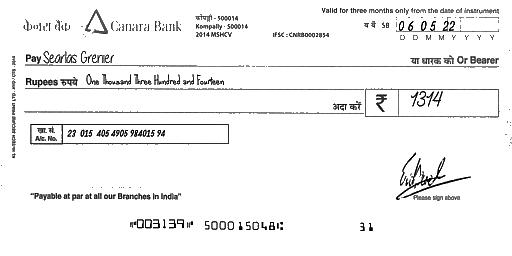 केनरा बैंक Canara Bank
कोंपल्ली - 500014
Kompally - 500014
2014 MSHCV
IFSC : CNRB0002854
Valid for three months only from the date of instrument
SB 06 05 22
D D M M Y Y Y Y
Pay Searlas Grenier
या धारक को Or Bearer
Rupees रुपये One Thousand Three Hundred and Fourteen
अदा करें ₹ 1314
खा. सं.
A/c. No. 23 015 405 4905 984015 94
"Payable at par at all our Branches in India"
Please sign above
⑈003139⑈ 500015048⑆ 31